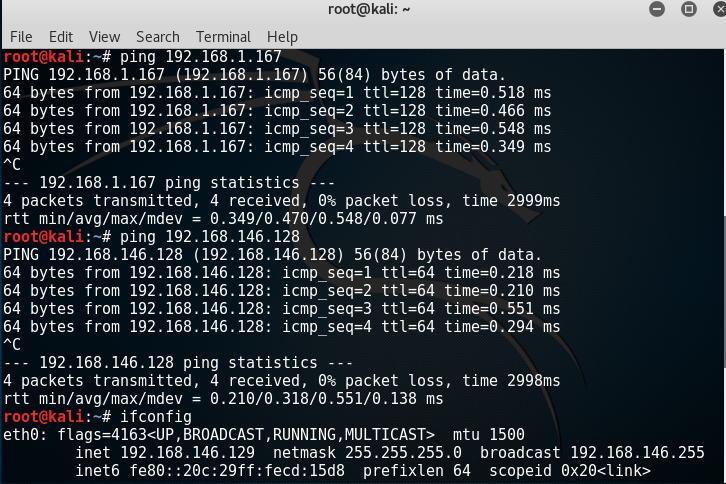 root@kali: ~
File Edit View Search Terminal Help
root@kali:~# ping 192.168.1.167
PING 192.168.1.167 (192.168.1.167) 56(84) bytes of data.
64 bytes from 192.168.1.167: icmp_seq=1 ttl=128 time=0.518 ms
64 bytes from 192.168.1.167: icmp_seq=2 ttl=128 time=0.466 ms
64 bytes from 192.168.1.167: icmp_seq=3 ttl=128 time=0.548 ms
64 bytes from 192.168.1.167: icmp_seq=4 ttl=128 time=0.349 ms
^C
--- 192.168.1.167 ping statistics ---
4 packets transmitted, 4 received, 0% packet loss, time 2999ms
rtt min/avg/max/mdev = 0.349/0.470/0.548/0.077 ms
root@kali:~# ping 192.168.146.128
PING 192.168.146.128 (192.168.146.128) 56(84) bytes of data.
64 bytes from 192.168.146.128: icmp_seq=1 ttl=64 time=0.218 ms
64 bytes from 192.168.146.128: icmp_seq=2 ttl=64 time=0.210 ms
64 bytes from 192.168.146.128: icmp_seq=3 ttl=64 time=0.551 ms
64 bytes from 192.168.146.128: icmp_seq=4 ttl=64 time=0.294 ms
^C
--- 192.168.146.128 ping statistics ---
4 packets transmitted, 4 received, 0% packet loss, time 2998ms
rtt min/avg/max/mdev = 0.210/0.318/0.551/0.138 ms
root@kali:~# ifconfig
eth0: flags=4163<UP,BROADCAST,RUNNING,MULTICAST>  mtu 1500
        inet 192.168.146.129  netmask 255.255.255.0  broadcast 192.168.146.255
        inet6 fe80::20c:29ff:fecd:15d8  prefixlen 64  scopeid 0x20<link>